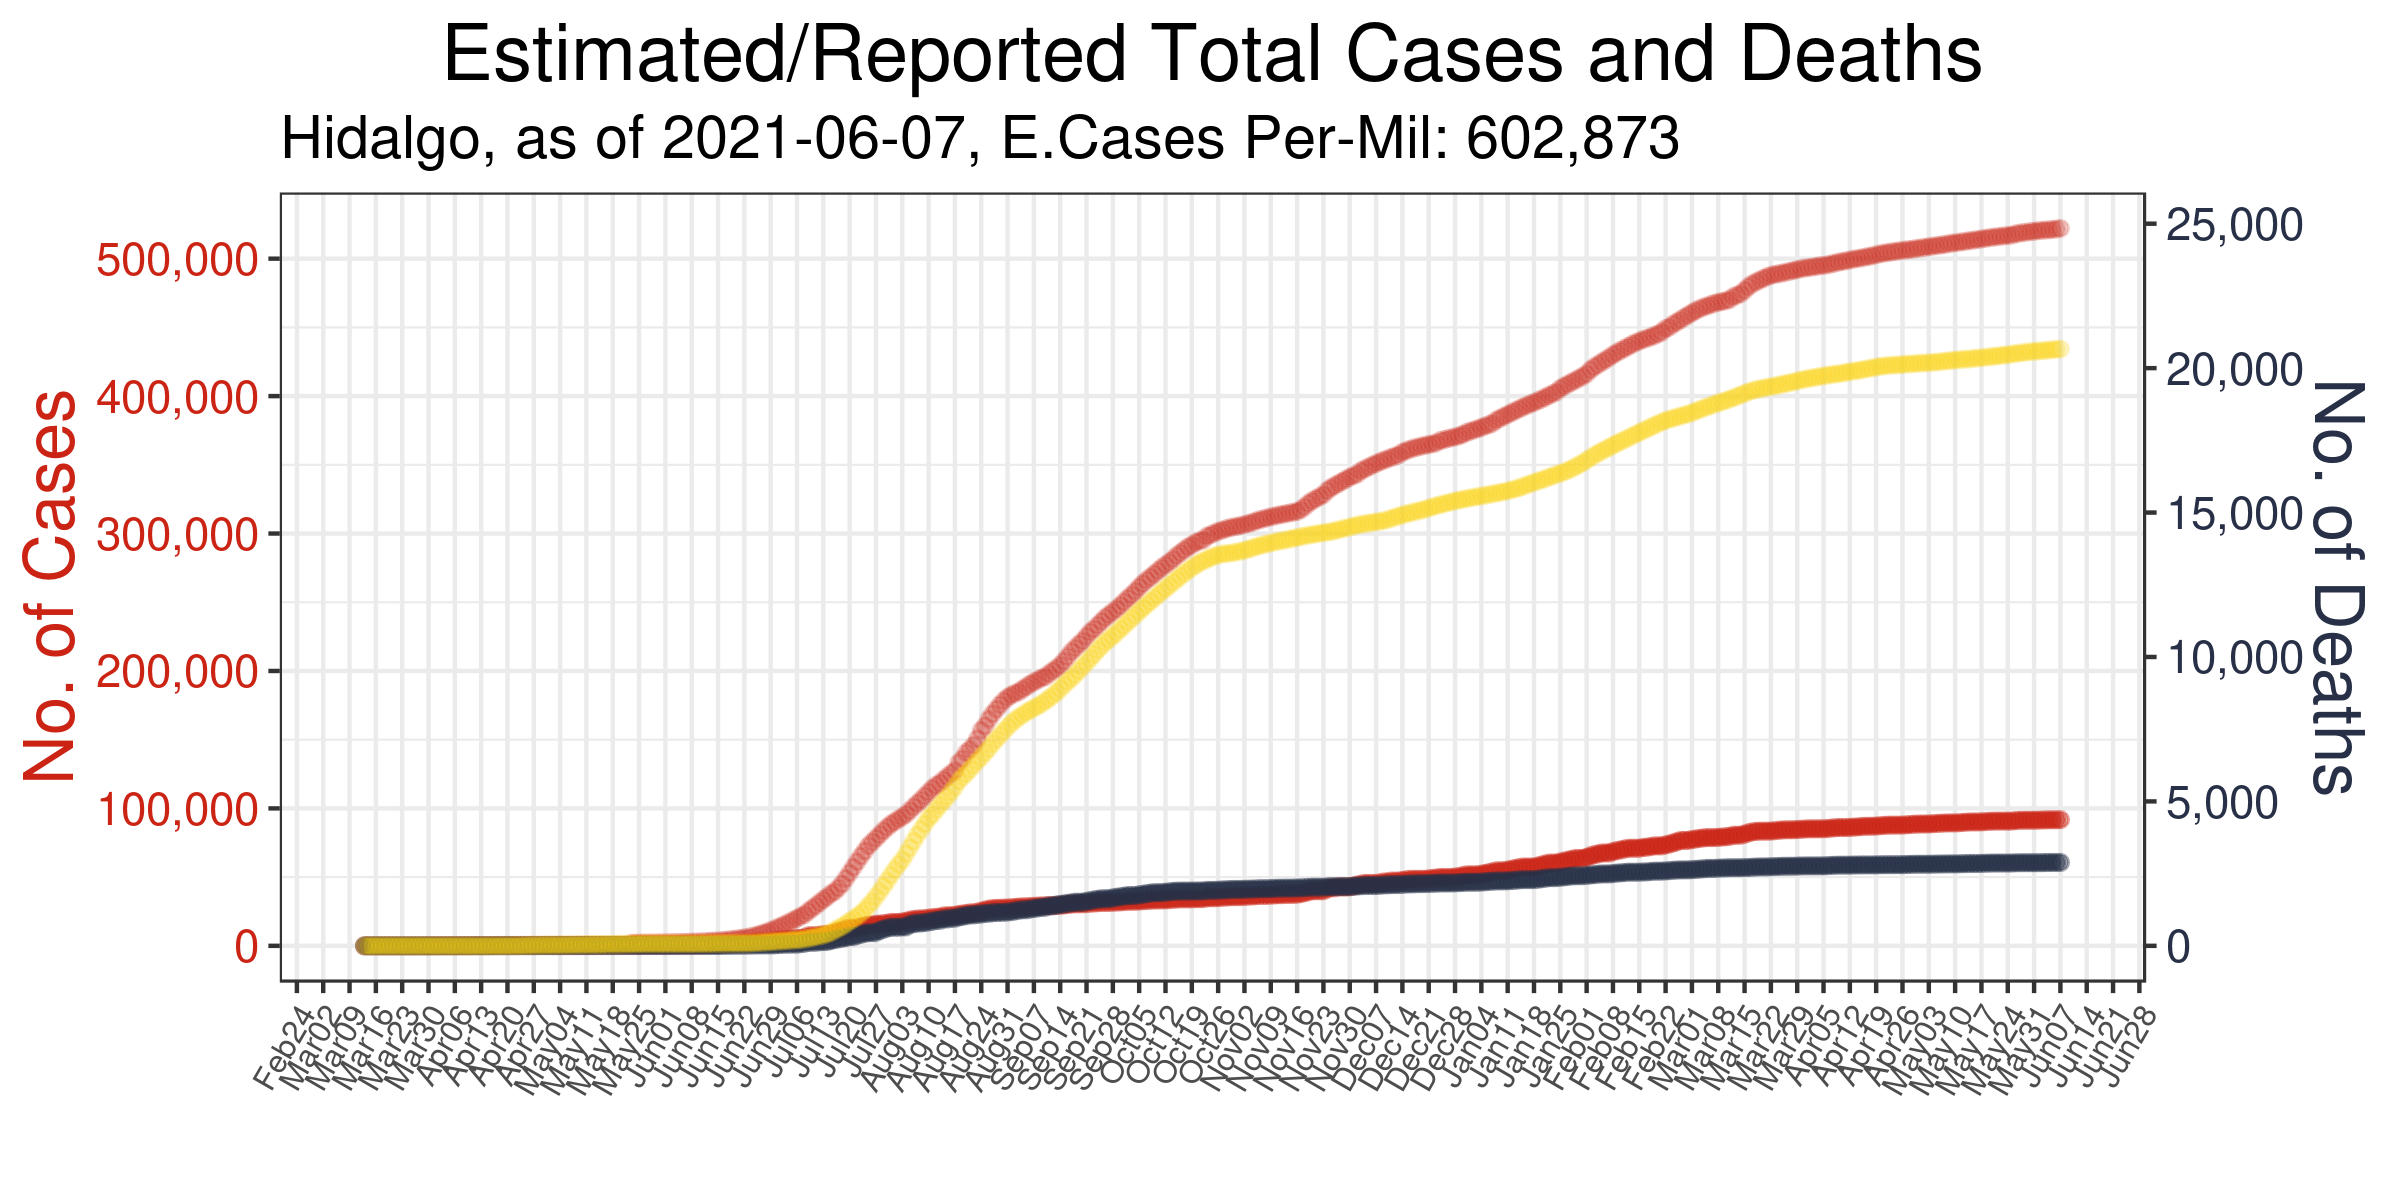 Estimated/Reported Total Cases and Deaths
Hidalgo, as of 2021-06-07, E.Cases Per-Mil: 602,873
No. of Cases
500,000
400,000
300,000
200,000
100,000
0
25,000
20,000
15,000
10,000
5,000
0
No. of Deaths
Feb24
Mar02
Mar09
Mar16
Mar23
Mar30
Apr06
Apr13
Apr20
Apr27
May04
May11
May18
May25
Jun01
Jun08
Jun15
Jun22
Jun29
Jul06
Jul13
Jul20
Jul27
Aug03
Aug10
Aug17
Aug24
Aug31
Sep07
Sep14
Sep21
Sep28
Oct05
Oct12
Oct19
Oct26
Nov02
Nov09
Nov16
Nov23
Nov30
Dec07
Dec14
Dec21
Dec28
Jan04
Jan11
Jan18
Jan25
Feb01
Feb08
Feb15
Feb22
Mar01
Mar08
Mar15
Mar22
Mar29
Apr05
Apr12
Apr19
Apr26
May03
May10
May17
May24
May31
Jun07
Jun14
Jun21
Jun28